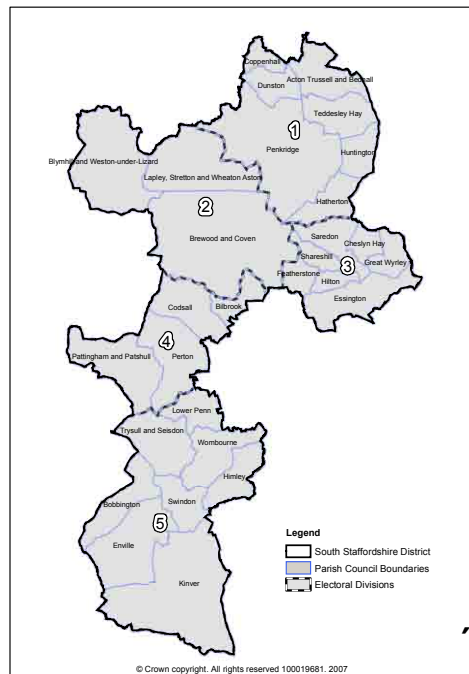 Coppenhall
Acton Trussell and Bednall
Dunston
Teddesley Hay
1
Penkridge
Huntington
Blymhill and Weston-under-Lizard
Lapley, Stretton and Wheaton Aston
Hatherton
2
Saredon
Cheslyn Hay
Brewood and Coven
Shareshill
3
Great Wyrley
Featherstone
Hilton
Essington
Codsall
Bilbrook
4
Pattingham and Patshull
Perton
Lower Penn
Trysull and Seisdon
Wombourne
Himley
Swindon
Bobbington
5
Enville
Kinver
Legend
South Staffordshire District
Parish Council Boundaries
Electoral Divisions
© Crown copyright. All rights reserved 100019681. 2007